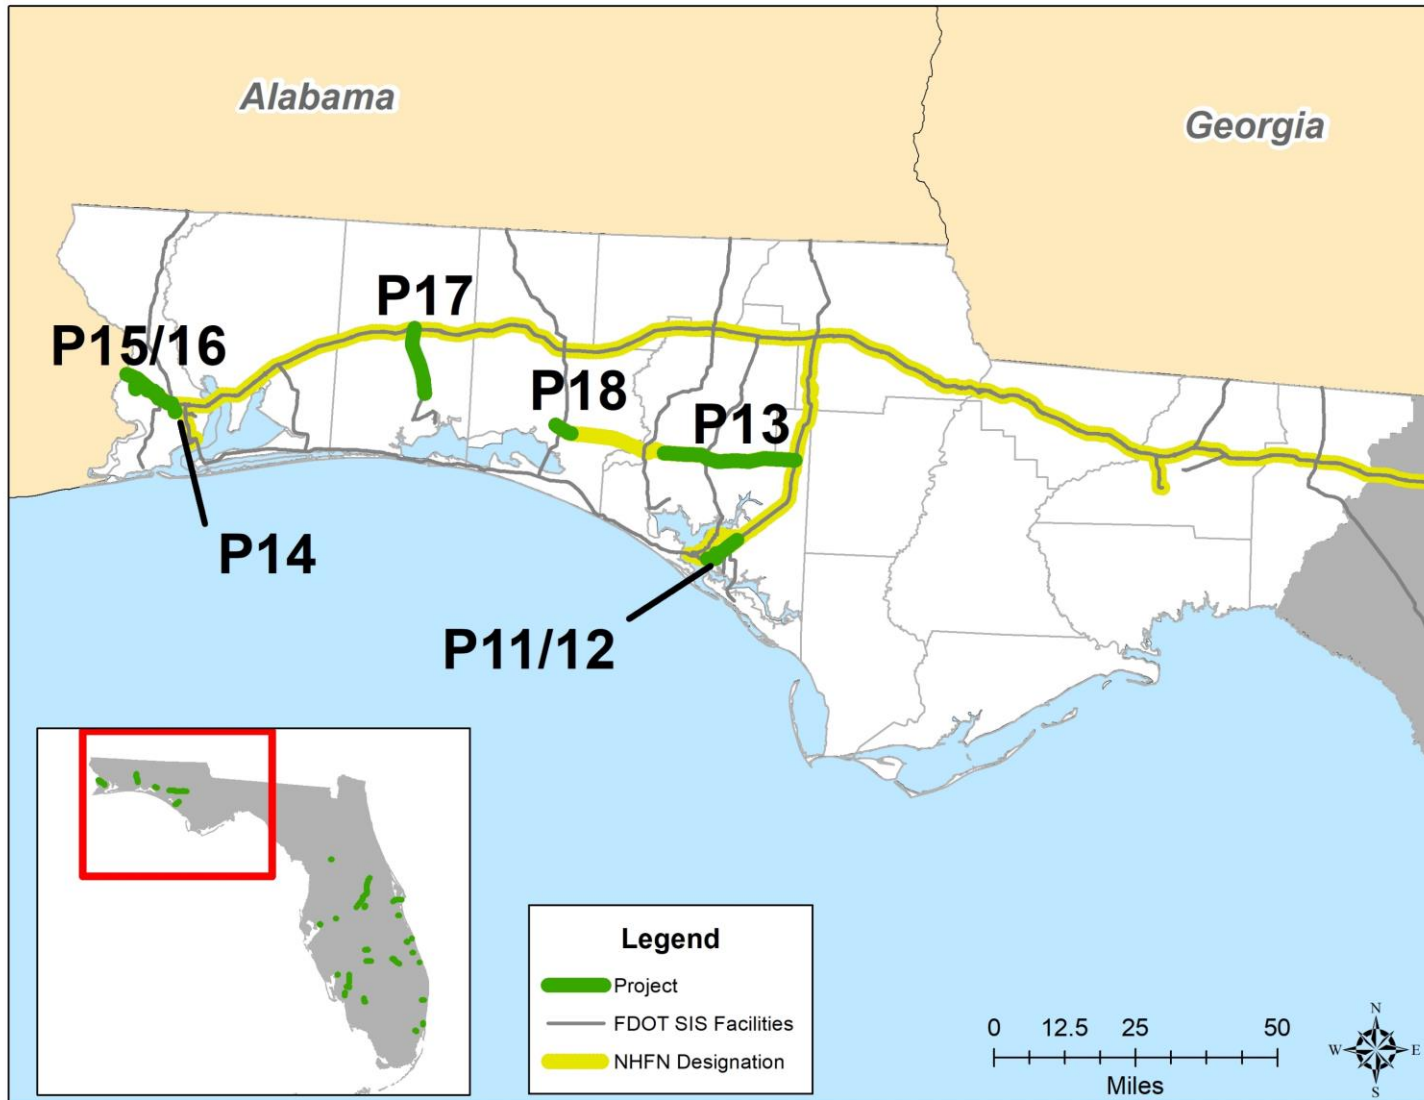 Alabama
Georgia
P17
P15/16
P18
P13
P14
P11/12
Legend
Project
FDOT SIS Facilities
NHFN Designation
0 12.5 25 50
Miles
N
W E
S